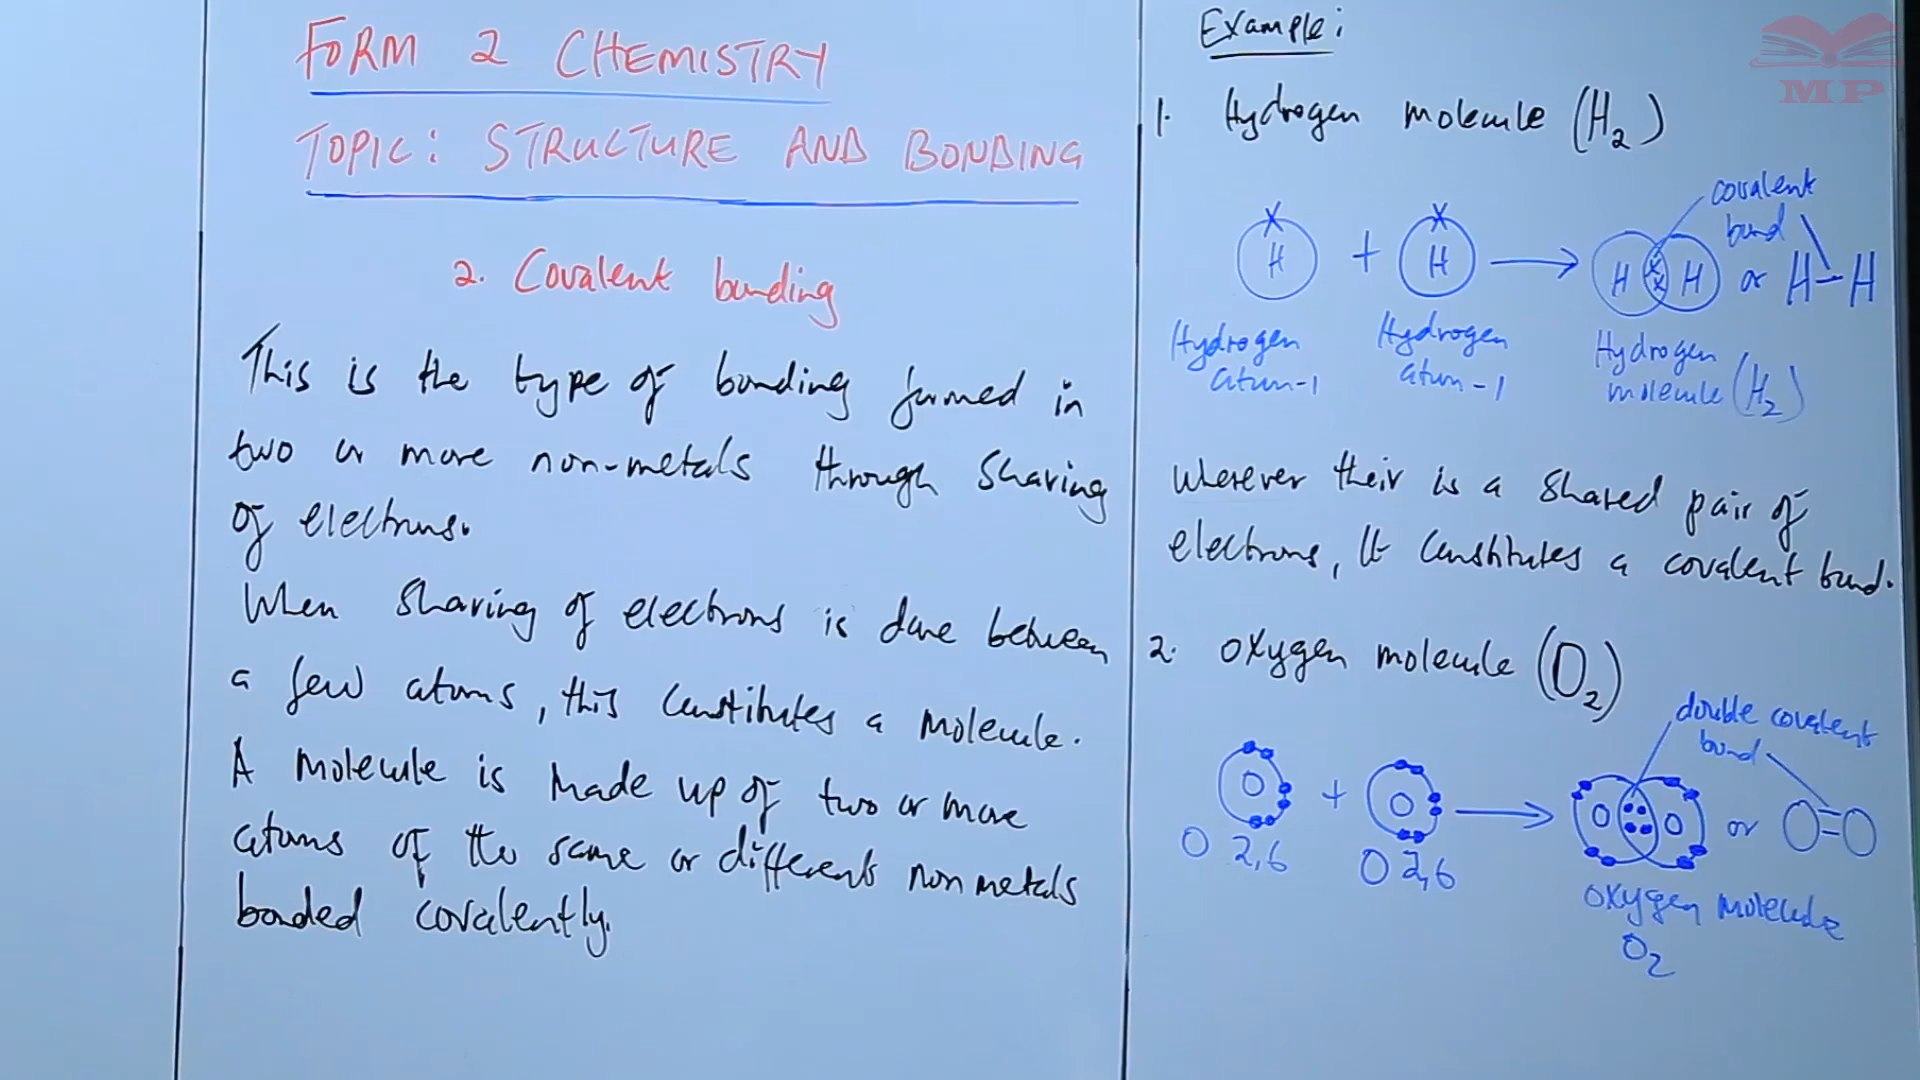 FORM 2 CHEMISTRY
TOPIC: STRUCTURE AND BONDING
2. Covalent bonding
This is the type of bonding formed in
two or more non-metals through sharing
of electrons.
When sharing of electrons is done between
a few atoms, this constitutes a molecule.
A molecule is made up of two or more
atoms of the same or different non metals
bonded covalently.
Example:
1. Hydrogen molecule (H₂)
covalent
bond
x x
H + H → H x x H or H–H
Hydrogen
atom-1
Hydrogen
atom-1
Hydrogen
molecule (H₂)
Wherever their is a shared pair of
electrons, It constitutes a covalent bond.
2. Oxygen molecule (O₂)
double covalent
bond
O + O → O O or O=O
O 2,6
O 2,6
Oxygen molecule
O₂
MP